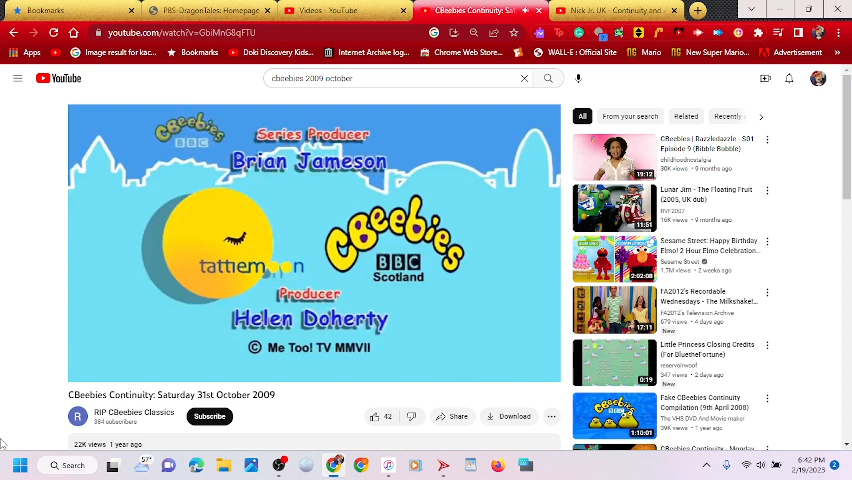 Bookmarks
PBS-DragonTales: Homepage
Videos - YouTube
CBeebies Continuity: Sat
Nick Jr. UK - Continuity and
youtube.com/watch?v=GbiMnG8qFTU
Apps
Image result for kac...
Bookmarks
Doki Discovery Kids...
Internet Archive log...
Chrome Web Store...
WALL-E : Official Site
Mario
New Super Mario...
Advertisement
YouTube
cbeebies 2009 october
CBeebies
BBC
Series Producer
Brian Jameson
tattiemoon
CBeebies
BBC
Scotland
Producer
Helen Doherty
© Me Too! TV MMVII
All
From your search
Related
Recently
CBeebies | Razzledazzle - S01
Episode 9 (Bibble Bobble)
childhoodnostalgia
30K views • 9 months ago
19:12
Lunar Jim - The Floating Fruit
(2005, UK dub)
RVF2007
16K views • 9 months ago
11:51
Sesame Street: Happy Birthday
Elmo! 2 Hour Elmo Celebration...
Sesame Street
1.7M views • 2 weeks ago
2:02:08
FA2012's Recordable
Wednesdays - The Milkshake!...
FA2012's Television Archive
679 views • 4 days ago
New
17:11
Little Princess Closing Credits
(For BluetheFortune)
reservoirwoof
347 views • 2 days ago
New
0:19
Fake CBeebies Continuity
Compilation (9th April 2008)
The VHS DVD And Movie maker
39K views • 1 year ago
1:10:01
CBeebies Continuity - Monday
CBeebies Continuity: Saturday 31st October 2009
R
RIP CBeebies Classics
384 subscribers
Subscribe
42
Share
Download
22K views 1 year ago
57°
Search
6:42 PM
2/19/2023
2